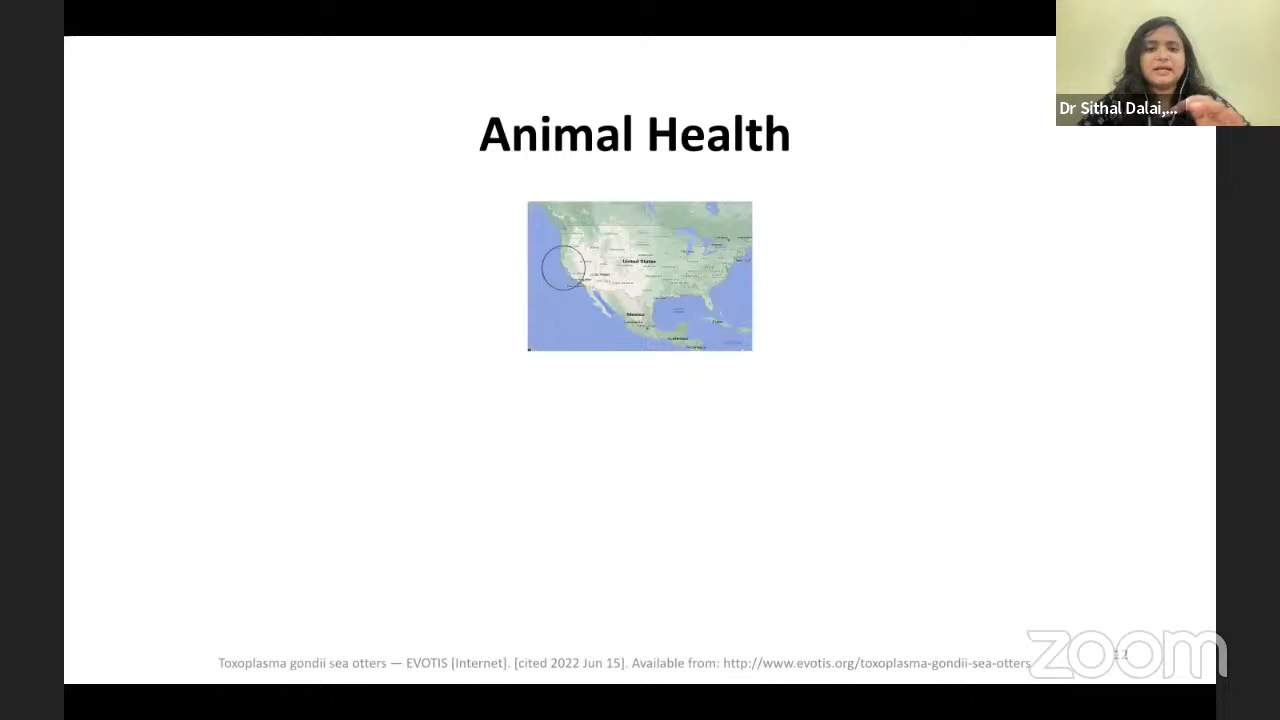 Dr Sithal Dalai,...
Animal Health
United States
Mexico
Toxoplasma gondii sea otters — EVOTIS [Internet]. [cited 2022 Jun 15]. Available from: http://www.evotis.org/toxoplasma-gondii-sea-otters
12
zoom